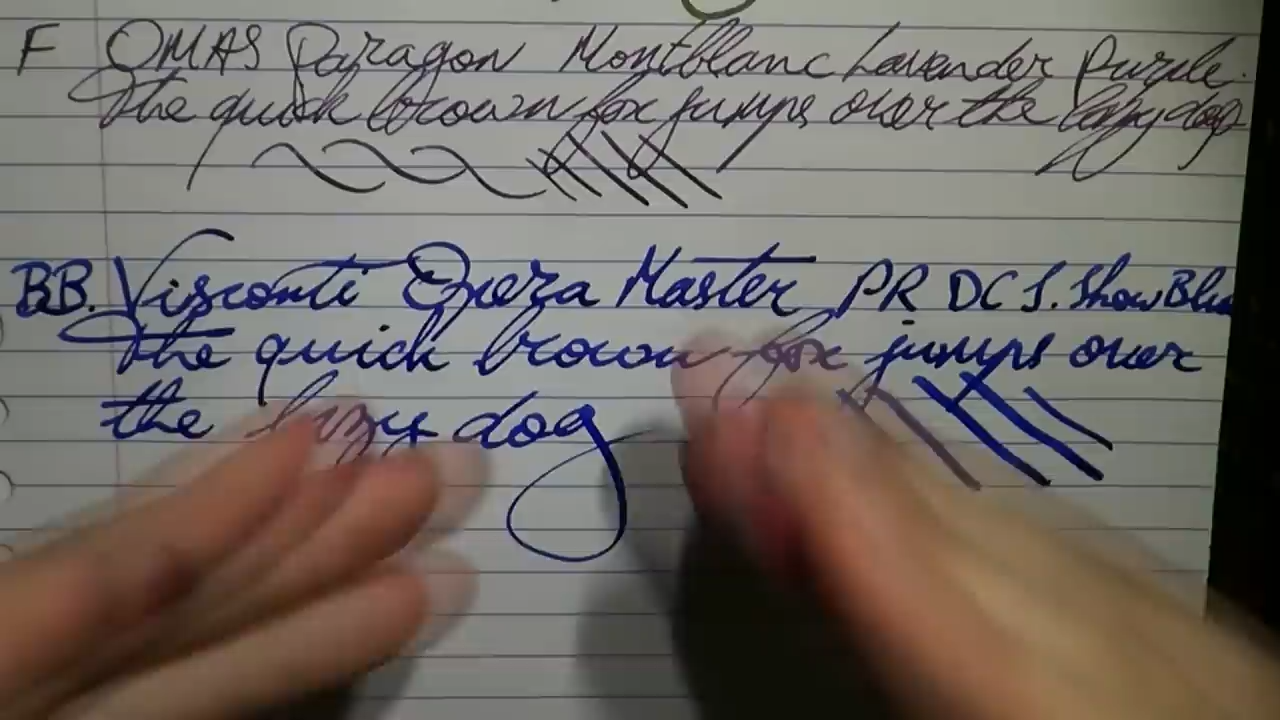 F OMAS Paragon Montblanc Lavender Purple.
The quick brown fox jumps over the lazy dog
BB. Visconti Opera Master PR DC S. Show Blue
The quick brown fox jumps over
the lazy dog